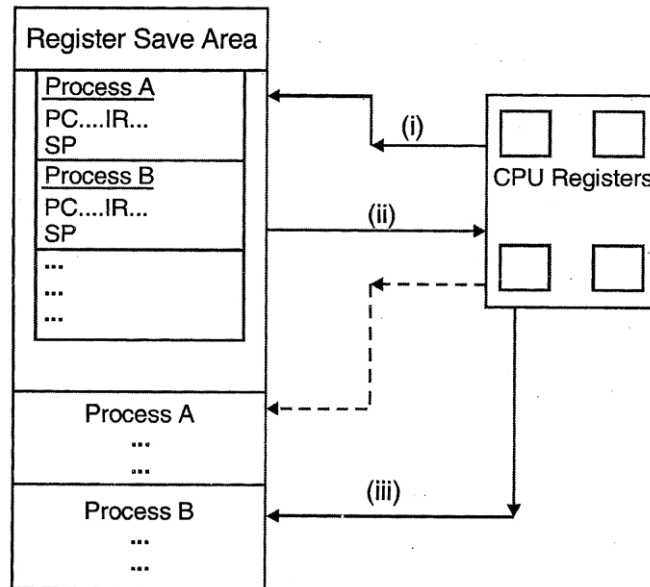 Register Save Area
Process A
PC....IR...
SP
Process B
PC....IR...
SP
...
...
...
Process A
...
...
Process B
...
...
(i)
CPU Registers
(ii)
(iii)